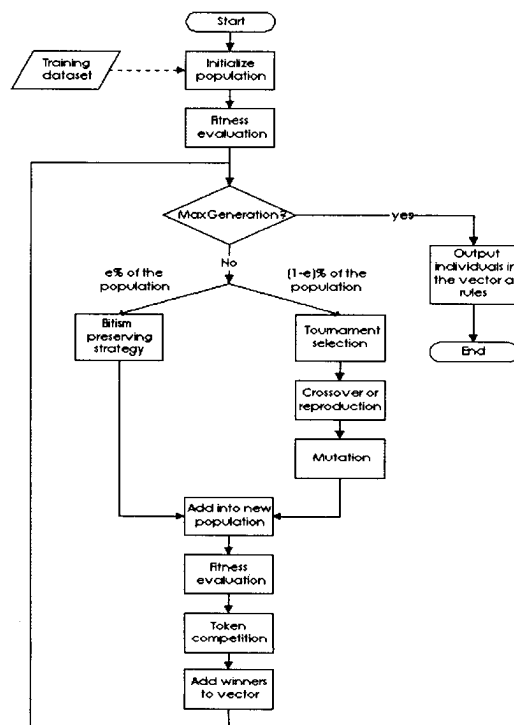 Start
Training
dataset
Initialize
population
Fitness
evaluation
MaxGeneration?
yes
No
e% of the
population
(1-e)% of the
population
Output
individuals in
the vector as
rules
Elitism
preserving
strategy
Tournament
selection
End
Crossover or
reproduction
Mutation
Add into new
population
Fitness
evaluation
Token
competition
Add winners
to vector